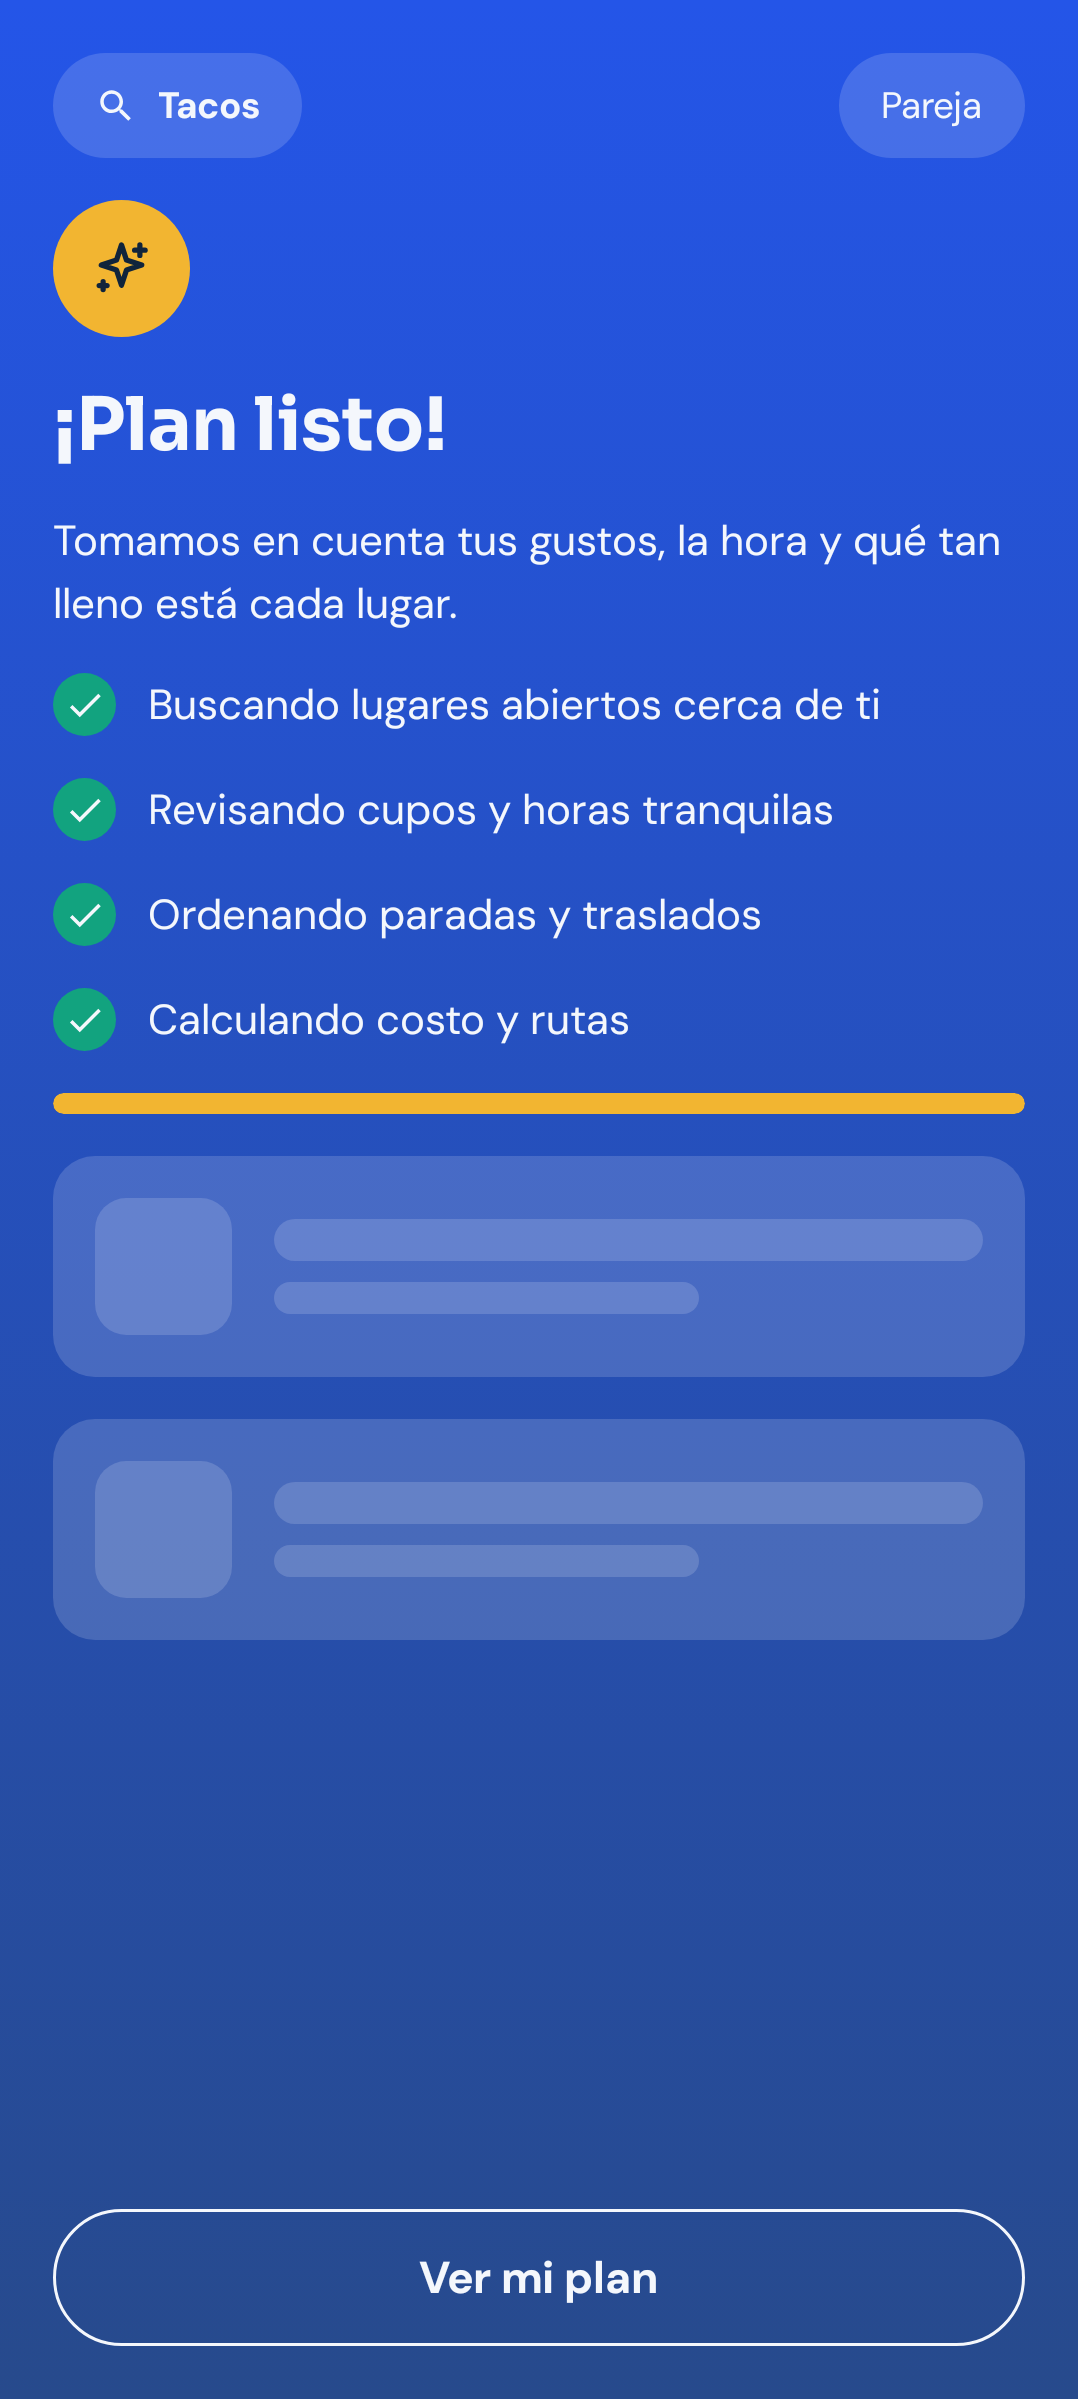 Tacos
Pareja
¡Plan listo!
Tomamos en cuenta tus gustos, la hora y qué tan
lleno está cada lugar.
Buscando lugares abiertos cerca de ti
Revisando cupos y horas tranquilas
Ordenando paradas y traslados
Calculando costo y rutas
Ver mi plan